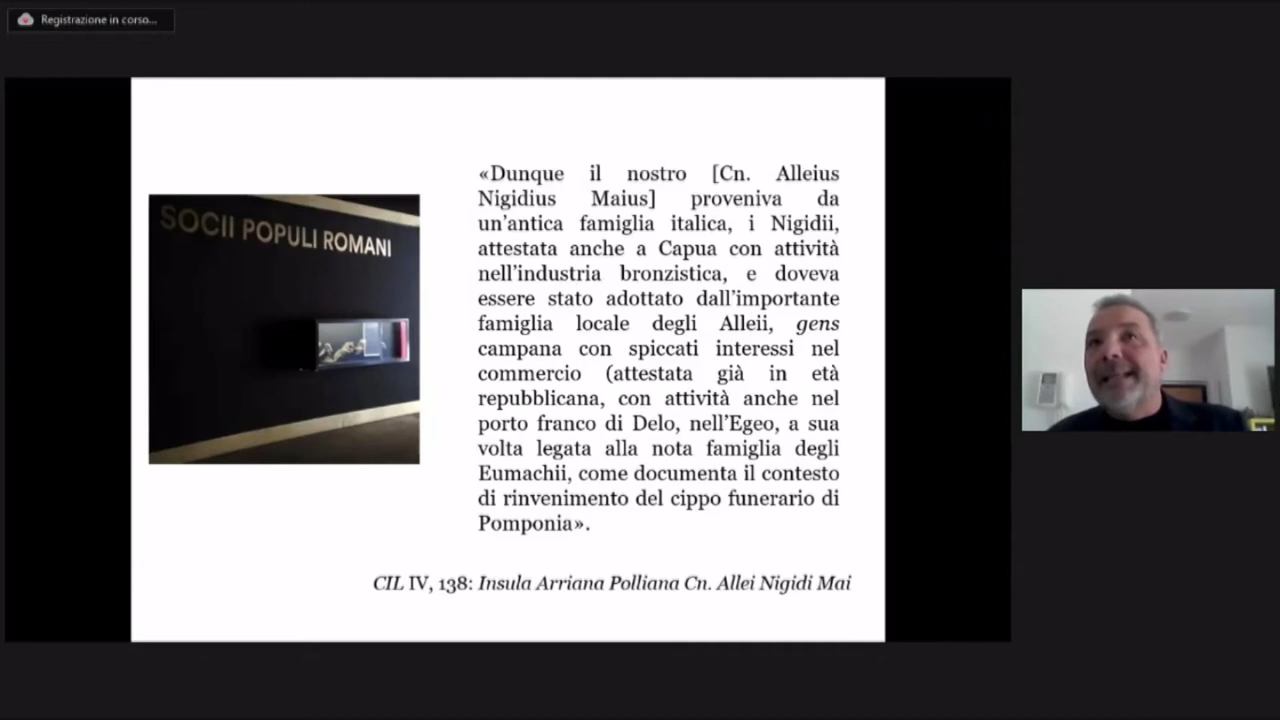 Registrazione in corso...
SOCII POPULI ROMANI
«Dunque il nostro [Cn. Alleius
Nigidius Maius] proveniva da
un'antica famiglia italica, i Nigidii,
attestata anche a Capua con attività
nell'industria bronzistica, e doveva
essere stato adottato dall'importante
famiglia locale degli Alleii, gens
campana con spiccati interessi nel
commercio (attestata già in età
repubblicana, con attività anche nel
porto franco di Delo, nell'Egeo, a sua
volta legata alla nota famiglia degli
Eumachii, come documenta il contesto
di rinvenimento del cippo funerario di
Pomponia».
CIL IV, 138: Insula Arriana Polliana Cn. Allei Nigidi Mai